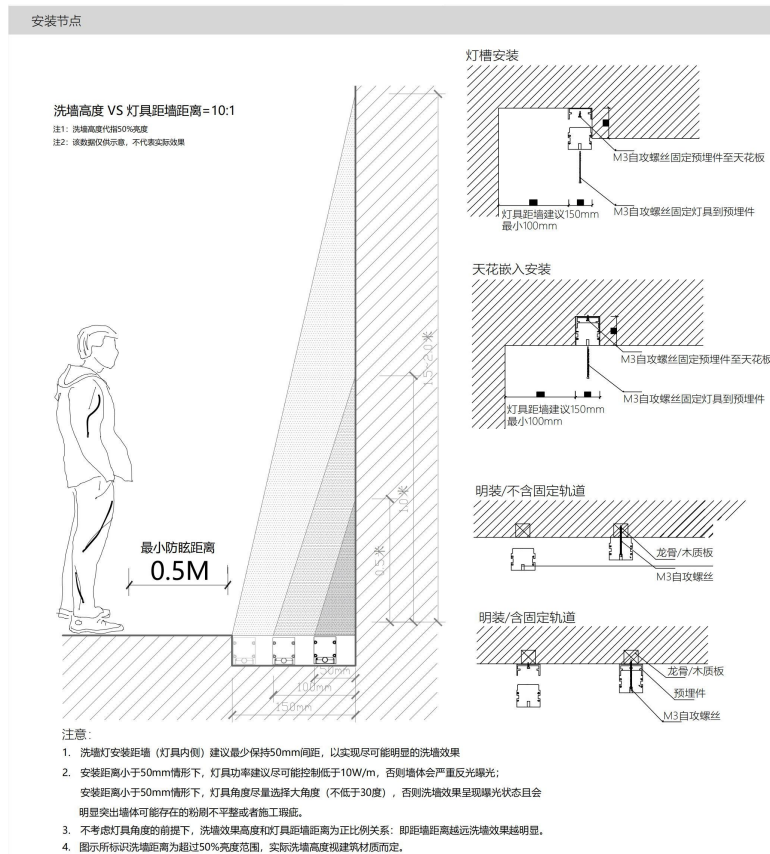 安装节点
洗墙高度 VS 灯具距墙距离=10:1
注1：洗墙高度代指50%亮度
注2：该数据仅供示意，不代表实际效果
1.5~2.0米
1.0米
0.5米
最小防眩距离
0.5M
50mm
100mm
150mm
灯槽安装
M3自攻螺丝固定预埋件至天花板
M3自攻螺丝固定灯具到预埋件
灯具距墙建议150mm
最小100mm
天花嵌入安装
M3自攻螺丝固定预埋件至天花板
M3自攻螺丝固定灯具到预埋件
灯具距墙建议150mm
最小100mm
明装/不含固定轨道
龙骨/木质板
M3自攻螺丝
明装/含固定轨道
龙骨/木质板
预埋件
M3自攻螺丝
注意：
1. 洗墙灯安装距墙（灯具内侧）建议最少保持50mm间距，以实现尽可能明显的洗墙效果
2. 安装距离小于50mm情形下，灯具功率建议尽可能控制低于10W/m，否则墙体会严重反光曝光；
安装距离小于50mm情形下，灯具角度尽量选择大角度（不低于30度），否则洗墙效果呈现曝光状态且会
明显突出墙体可能存在的粉刷不平整或者施工瑕疵。
3. 不考虑灯具角度的前提下，洗墙效果高度和灯具距墙距离为正比例关系：即距墙距离越远洗墙效果越明显。
4. 图示所标识洗墙距离为超过50%亮度范围，实际洗墙高度视建筑材质而定。